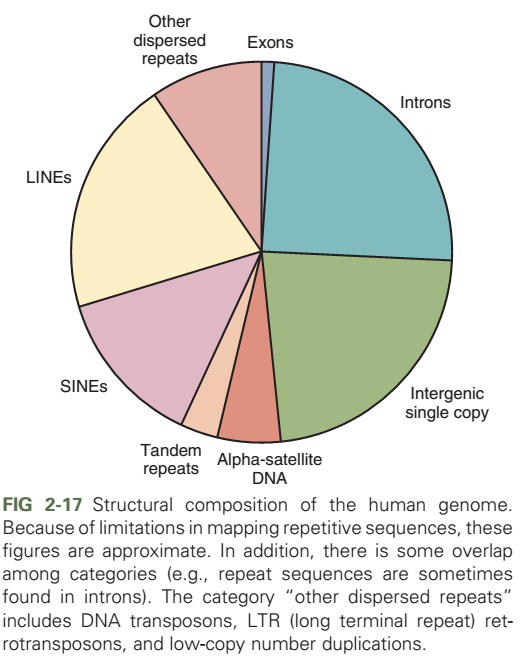 Other
dispersed
repeats
Exons
Introns
LINEs
SINEs
Intergenic
single copy
Tandem
repeats
Alpha-satellite
DNA
FIG 2-17 Structural composition of the human genome.
Because of limitations in mapping repetitive sequences, these
figures are approximate. In addition, there is some overlap
among categories (e.g., repeat sequences are sometimes
found in introns). The category “other dispersed repeats”
includes DNA transposons, LTR (long terminal repeat) ret-
rotransposons, and low-copy number duplications.